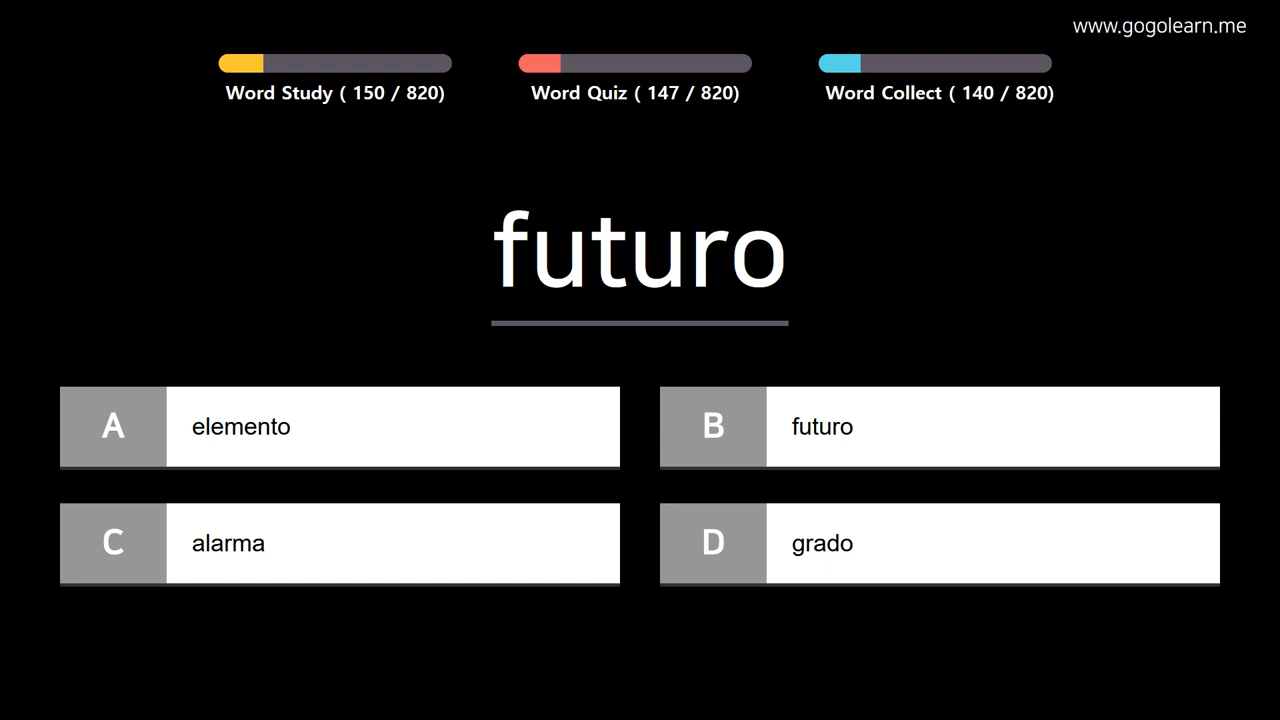 www.gogolearn.me
Word Study ( 150 / 820)
Word Quiz ( 147 / 820)
Word Collect ( 140 / 820)
futuro
A elemento
B futuro
C alarma
D grado